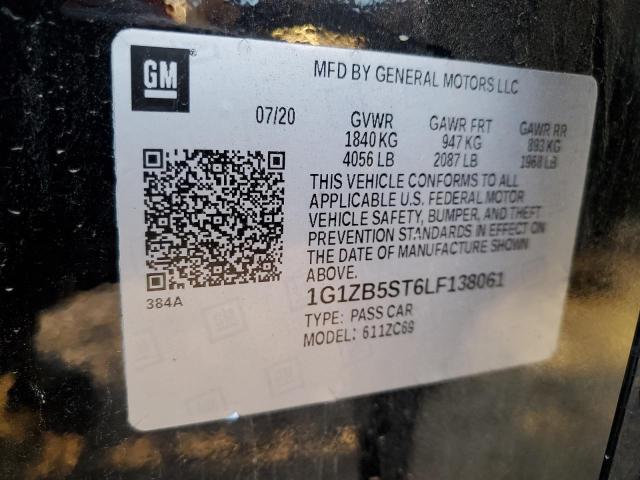 GM
MFD BY GENERAL MOTORS LLC
07/20 GVWR GAWR FRT GAWR RR
1840 KG 947 KG 893 KG
4056 LB 2087 LB 1968 LB
THIS VEHICLE CONFORMS TO ALL
APPLICABLE U.S. FEDERAL MOTOR
VEHICLE SAFETY, BUMPER, AND THEFT
PREVENTION STANDARDS IN EFFECT ON
THE DATE OF MANUFACTURE SHOWN
ABOVE.
384A
1G1ZB5ST6LF138061
TYPE: PASS CAR
MODEL: 611ZC69